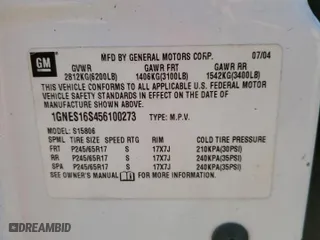 GM
MFD BY GENERAL MOTORS CORP. 07/04
GVWR GAWR FRT GAWR RR
2812KG(6200LB) 1406KG(3100LB) 1542KG(3400LB)
THIS VEHICLE CONFORMS TO ALL APPLICABLE U.S. FEDERAL MOTOR
VEHICLE SAFETY STANDARDS IN EFFECT ON THE DATE OF
MANUFACTURE SHOWN ABOVE.
1GNES16S456100273 TYPE: M.P.V.
MODEL: S15806
SPNL TIRE SIZE SPEED RTG RIM COLD TIRE PRESSURE
FRT P245/65R17 S 17X7J 210KPA(30PSI)
RR P245/65R17 S 17X7J 240KPA(35PSI)
SPA P245/65R17 S 17X7J 240KPA(35PSI)
SEE OWNER'S MANUAL FOR MORE INFORMATION.
DREAMBID